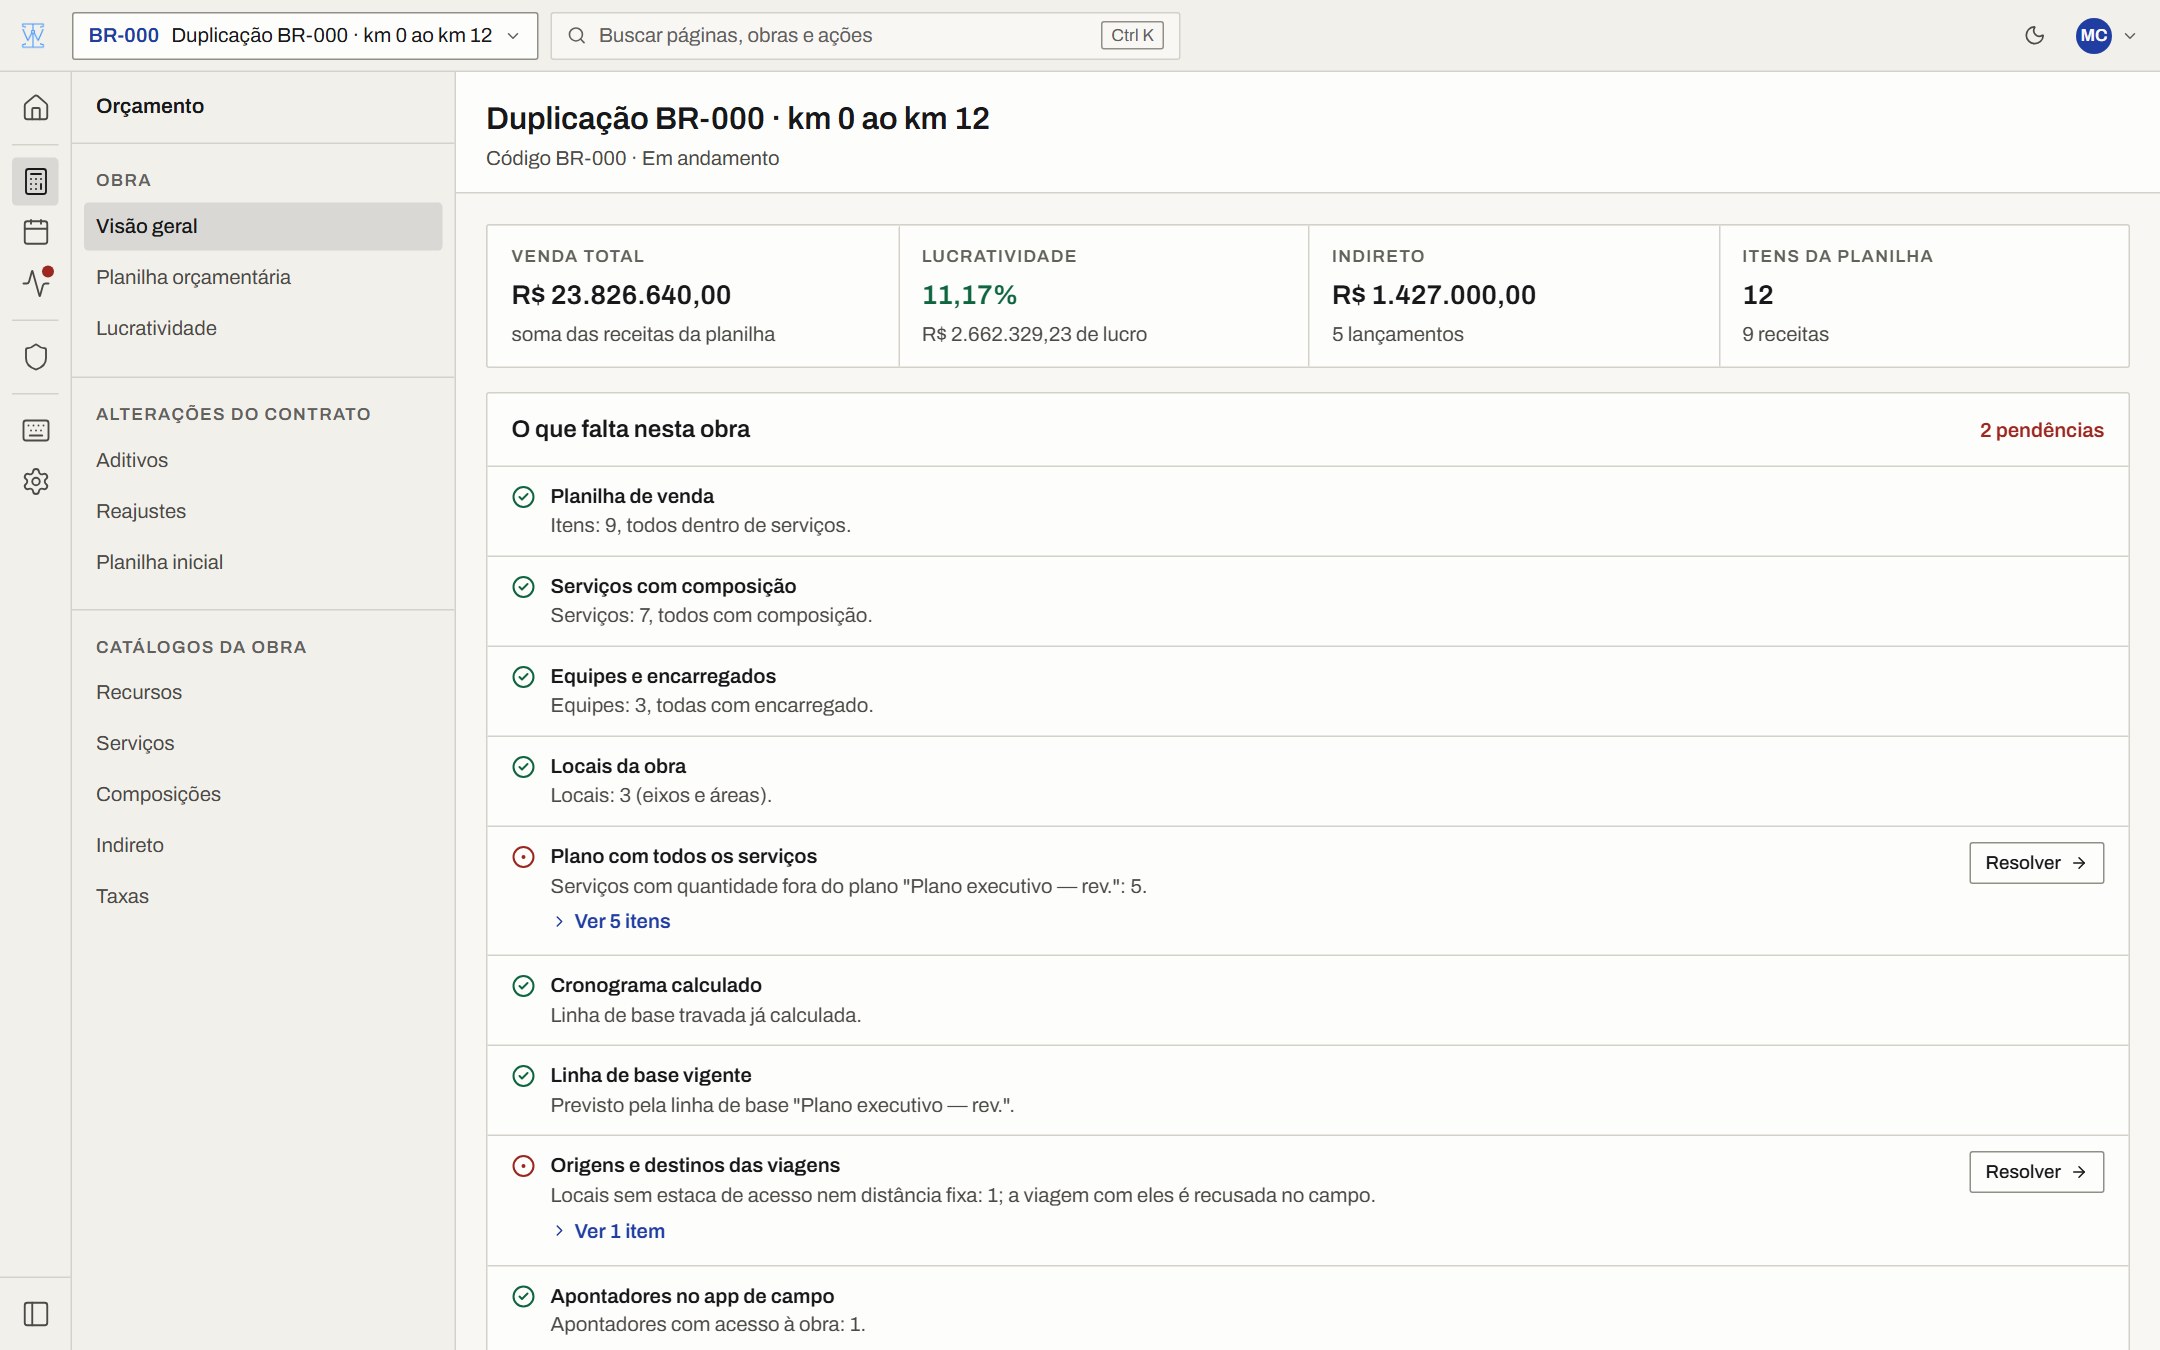 BR-000 Duplicação BR-000 · km 0 ao km 12
Buscar páginas, obras e ações
Ctrl K
MC
Orçamento
OBRA
Visão geral
Planilha orçamentária
Lucratividade
ALTERAÇÕES DO CONTRATO
Aditivos
Reajustes
Planilha inicial
CATÁLOGOS DA OBRA
Recursos
Serviços
Composições
Indireto
Taxas
Duplicação BR-000 · km 0 ao km 12
Código BR-000 · Em andamento
VENDA TOTAL
R$ 23.826.640,00
soma das receitas da planilha
LUCRATIVIDADE
11,17%
R$ 2.662.329,23 de lucro
INDIRETO
R$ 1.427.000,00
5 lançamentos
ITENS DA PLANILHA
12
9 receitas
O que falta nesta obra
2 pendências
Planilha de venda
Itens: 9, todos dentro de serviços.
Serviços com composição
Serviços: 7, todos com composição.
Equipes e encarregados
Equipes: 3, todas com encarregado.
Locais da obra
Locais: 3 (eixos e áreas).
Plano com todos os serviços
Serviços com quantidade fora do plano "Plano executivo — rev.": 5.
Ver 5 itens
Resolver
Cronograma calculado
Linha de base travada já calculada.
Linha de base vigente
Previsto pela linha de base "Plano executivo — rev.".
Origens e destinos das viagens
Locais sem estaca de acesso nem distância fixa: 1; a viagem com eles é recusada no campo.
Ver 1 item
Resolver
Apontadores no app de campo
Apontadores com acesso à obra: 1.